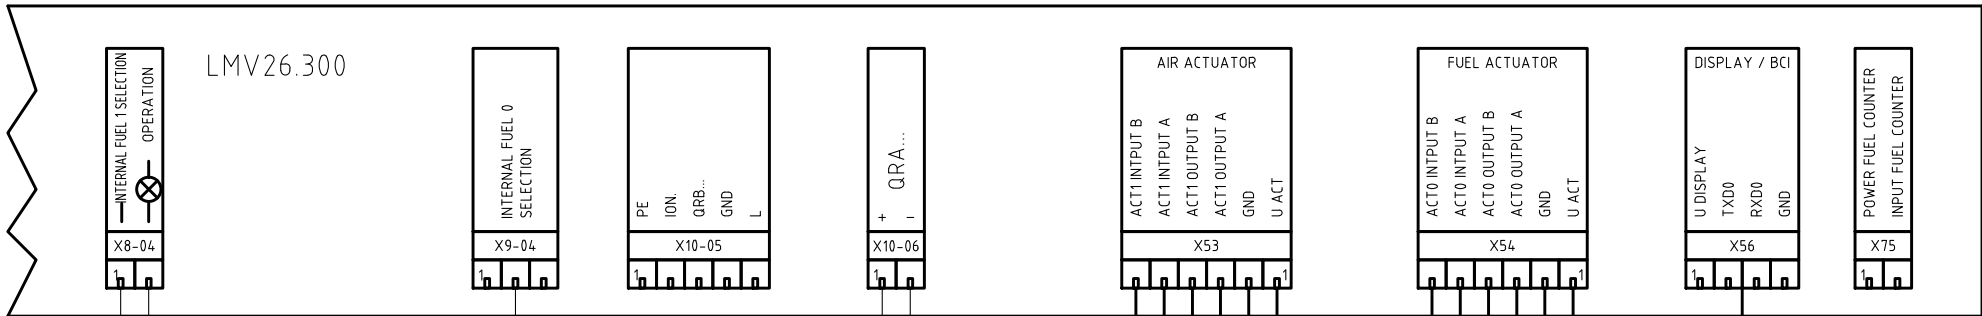 LMV26.300
INTERNAL FUEL 1 SELECTION
OPERATION
X8-04
1
INTERNAL FUEL 0
SELECTION
X9-04
1
PE
ION.
QRB...
GND
L
X10-05
1
+
-
QRA...
X10-06
1
AIR ACTUATOR
ACT1 INTPUT B
ACT1 INTPUT A
ACT1 OUTPUT B
ACT1 OUTPUT A
GND
U ACT
X53
1
FUEL ACTUATOR
ACT0 INTPUT B
ACT0 INTPUT A
ACT0 OUTPUT B
ACT0 OUTPUT A
GND
U ACT
X54
1
DISPLAY / BCI
U DISPLAY
TXD0
RXD0
GND
X56
1
POWER FUEL COUNTER
INPUT FUEL COUNTER
X75
1